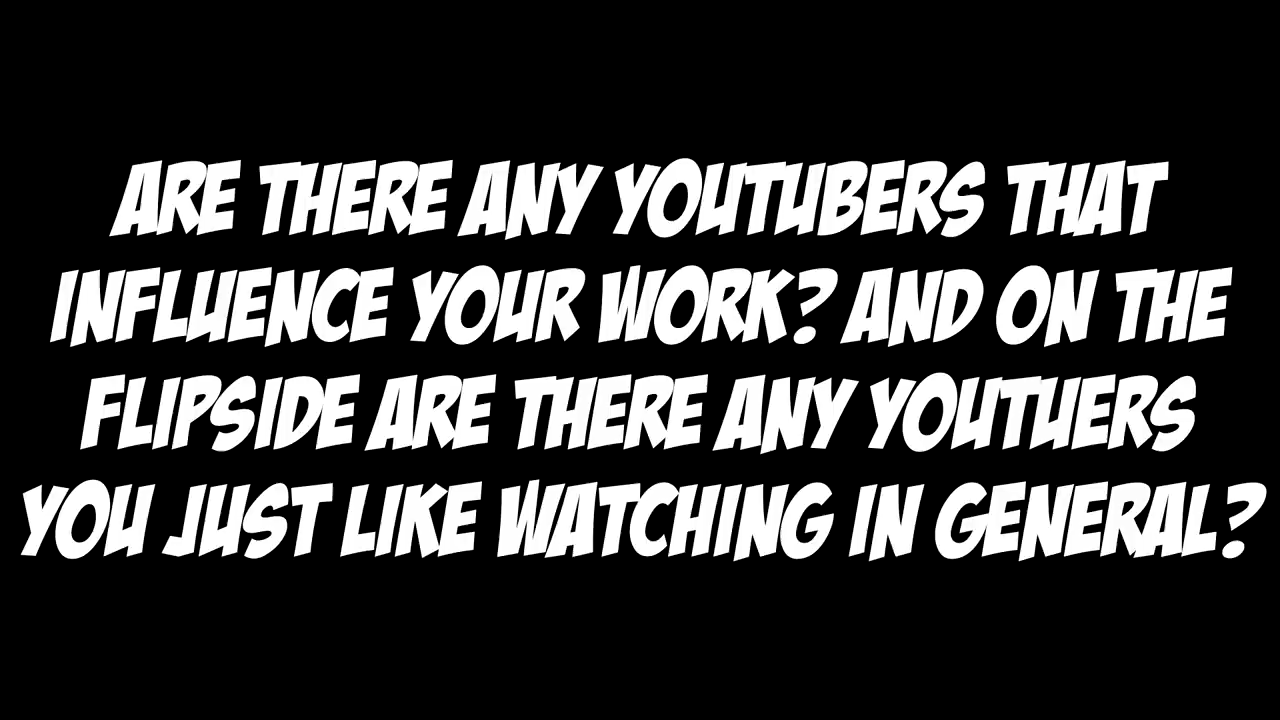 ARE THERE ANY YOUTUBERS THAT
INFLUENCE YOUR WORK? AND ON THE
FLIPSIDE ARE THERE ANY YOUTUERS
YOU JUST LIKE WATCHING IN GENERAL?